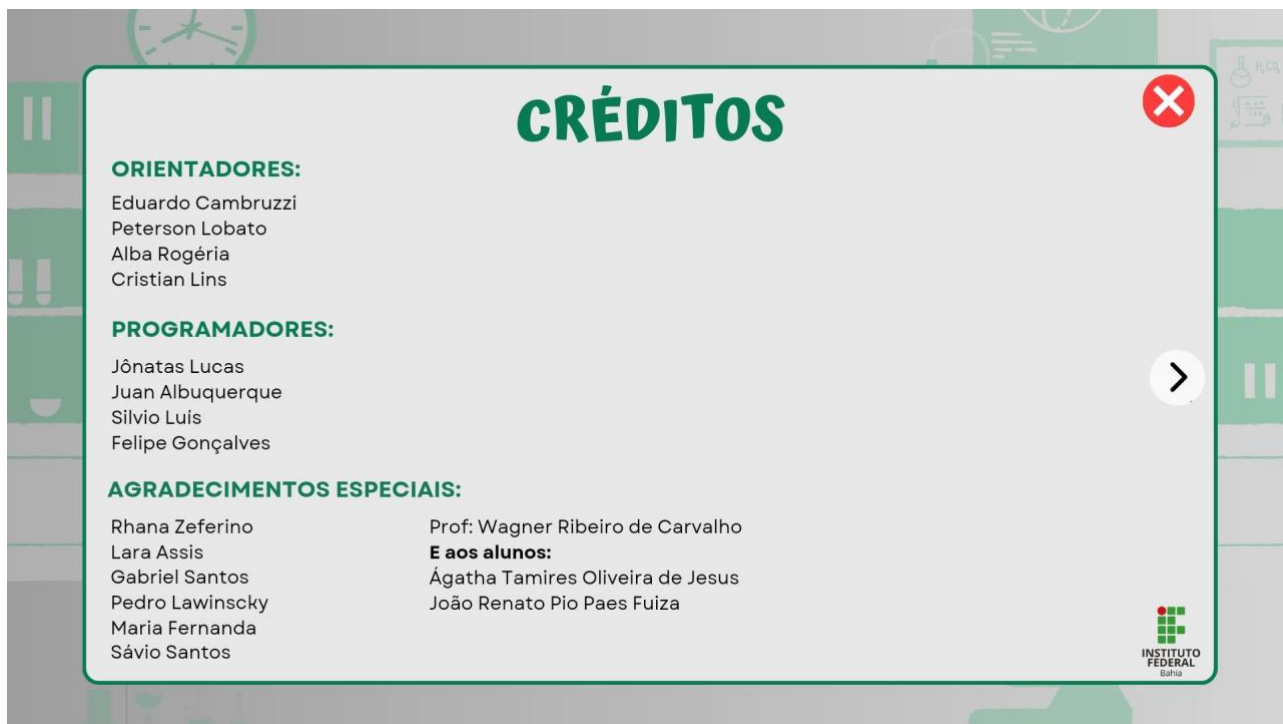 CRÉDITOS
ORIENTADORES:
Eduardo Cambruzzi
Peterson Lobato
Alba Rogéria
Cristian Lins
PROGRAMADORES:
Jônatas Lucas
Juan Albuquerque
Silvio Luís
Felipe Gonçalves
AGRADECIMENTOS ESPECIAIS:
Rhana Zeferino
Lara Assis
Gabriel Santos
Pedro Lawinscky
Maria Fernanda
Sávio Santos
Prof: Wagner Ribeiro de Carvalho
E aos alunos:
Ágatha Tamires Oliveira de Jesus
João Renato Pio Paes Fuiza
INSTITUTO
FEDERAL
Bahia